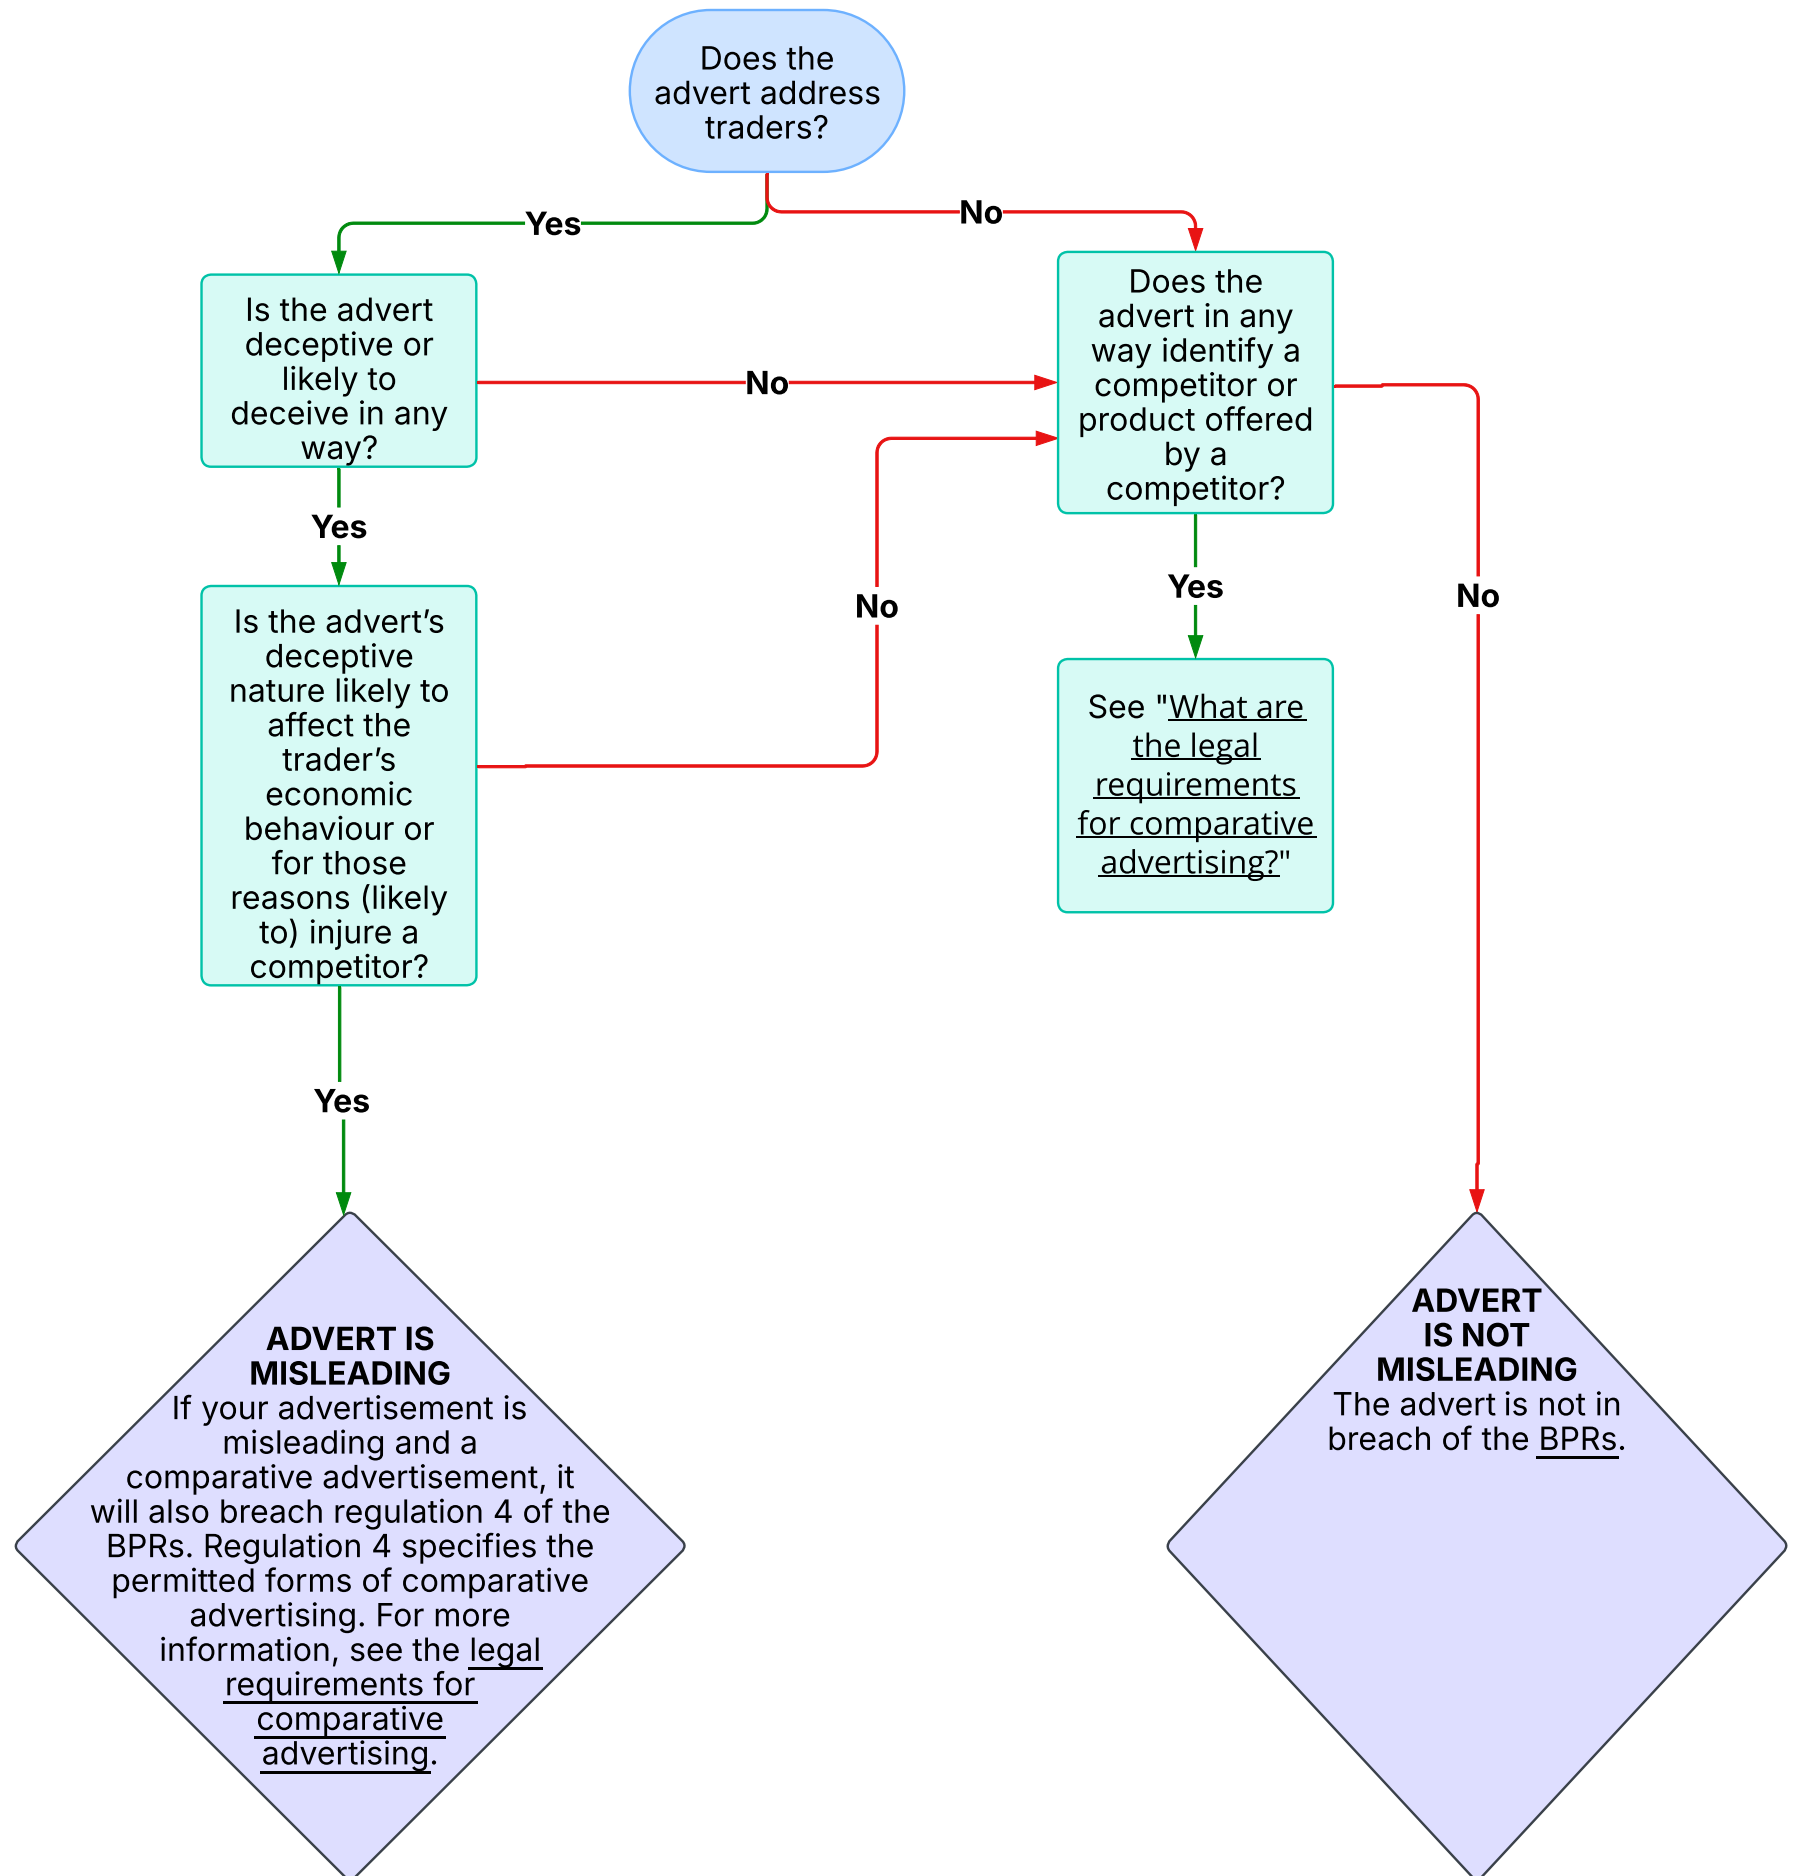 Does the
advert address
traders?
Yes
No
Is the advert
deceptive or
likely to
deceive in any
way?
No
Does the
advert in any
way identify a
competitor or
product offered
by a
competitor?
Yes
Is the advert's
deceptive
nature likely to
affect the
trader's
economic
behaviour or
for those
reasons (likely
to) injure a
competitor?
No
Yes
No
See "What are
the legal
requirements
for comparative
advertising?"
Yes
ADVERT IS
MISLEADING
If your advertisement is
misleading and a
comparative advertisement, it
will also breach regulation 4 of the
BPRs. Regulation 4 specifies the
permitted forms of comparative
advertising. For more
information, see the legal
requirements for
comparative
advertising.
ADVERT
IS NOT
MISLEADING
The advert is not in
breach of the BPRs.